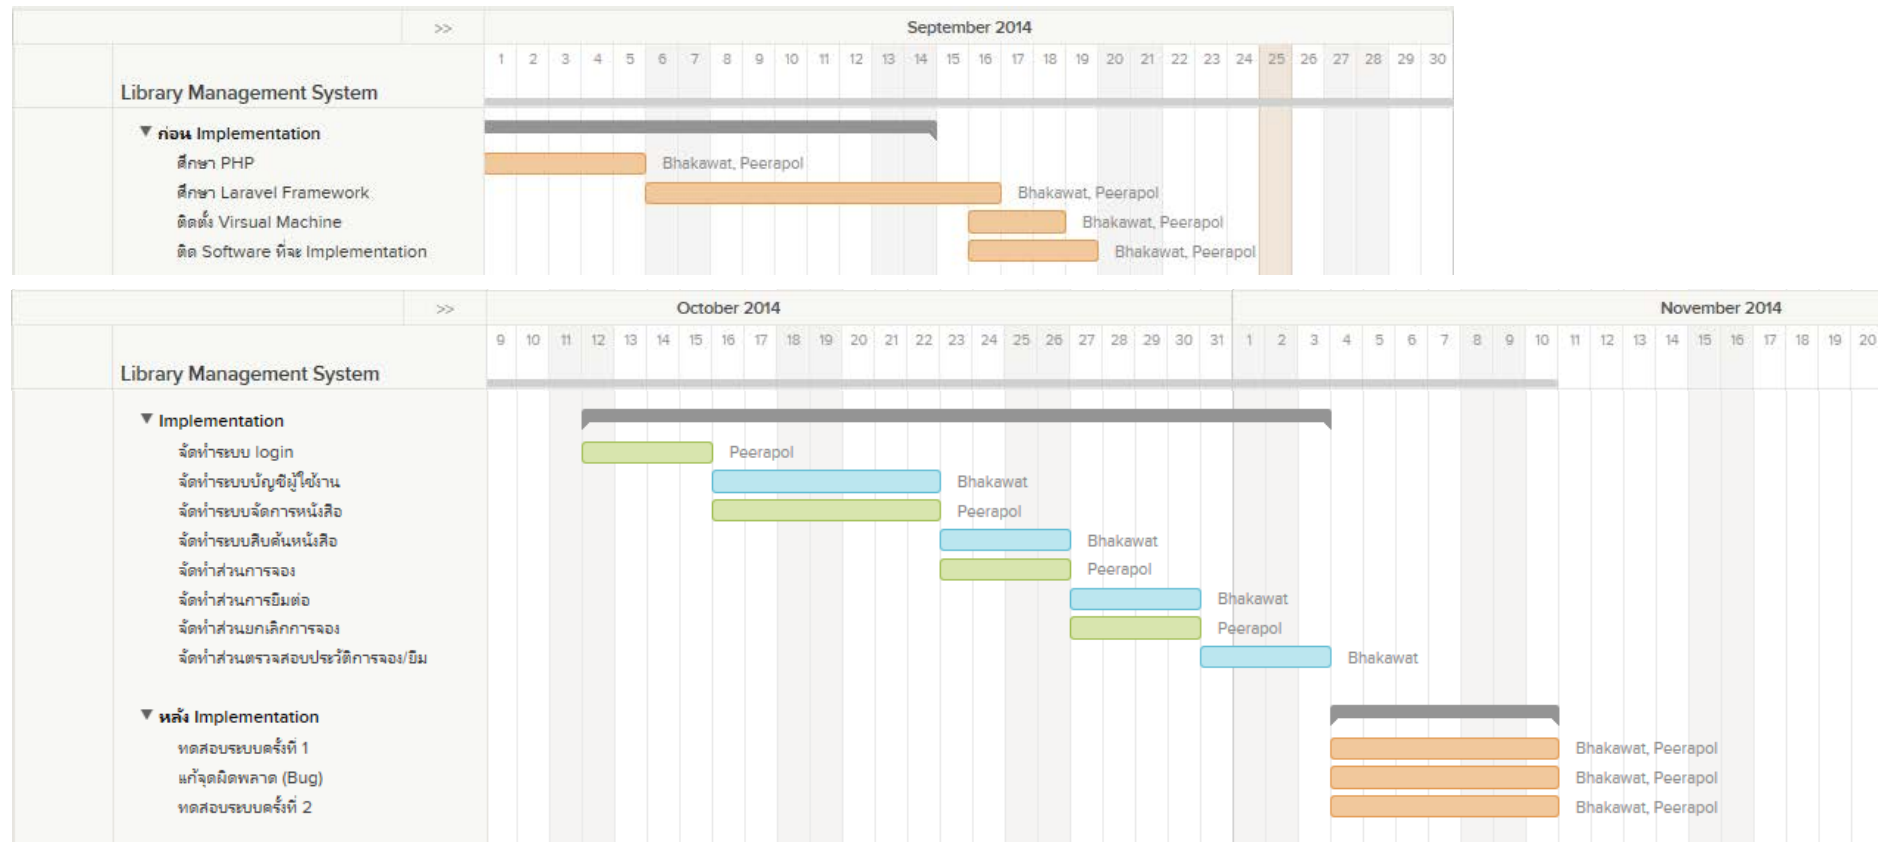 >> September 2014
1 2 3 4 5 6 7 8 9 10 11 12 13 14 15 16 17 18 19 20 21 22 23 24 25 26 27 28 29 30
Library Management System
ก่อน Implementation
ศึกษา PHP Bhakawat, Peerapol
ศึกษา Laravel Framework Bhakawat, Peerapol
ติดตั้ง Virsual Machine Bhakawat, Peerapol
ติด Software ที่จะ Implementation Bhakawat, Peerapol
>> October 2014 November 2014
9 10 11 12 13 14 15 16 17 18 19 20 21 22 23 24 25 26 27 28 29 30 31 1 2 3 4 5 6 7 8 9 10 11 12 13 14 15 16 17 18 19 20
Library Management System
Implementation
จัดทำระบบ login Peerapol
จัดทำระบบบัญชีผู้ใช้งาน Bhakawat
จัดทำระบบจัดการหนังสือ Peerapol
จัดทำระบบสืบค้นหนังสือ Bhakawat
จัดทำส่วนการจอง Peerapol
จัดทำส่วนการยืมต่อ Bhakawat
จัดทำส่วนยกเลิกการจอง Peerapol
จัดทำส่วนตรวจสอบประวัติการจอง/ยืม Bhakawat
หลัง Implementation
ทดสอบระบบครั้งที่ 1 Bhakawat, Peerapol
แก้จุดผิดพลาด (Bug) Bhakawat, Peerapol
ทดสอบระบบครั้งที่ 2 Bhakawat, Peerapol